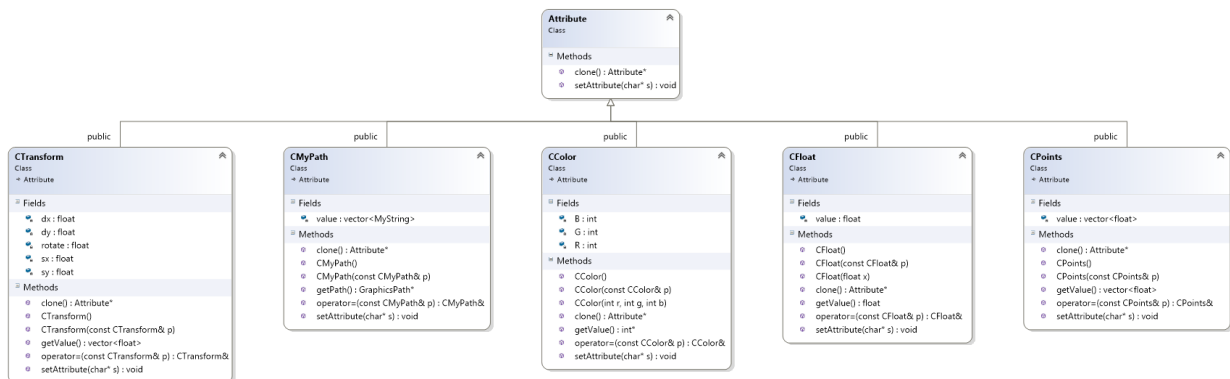 Attribute
Class
Methods
clone() : Attribute*
setAttribute(char* s) : void
public
public
public
public
public
CTransform
Class
Attribute
Fields
dx : float
dy : float
rotate : float
sx : float
sy : float
Methods
clone() : Attribute*
CTransform()
CTransform(const CTransform& p)
getValue() : vector<float>
operator=(const CTransform& p) : CTransform&
setAttribute(char* s) : void
CMyPath
Class
Attribute
Fields
value : vector<MyString>
Methods
clone() : Attribute*
CMyPath()
CMyPath(const CMyPath& p)
getPath() : GraphicsPath*
operator=(const CMyPath& p) : CMyPath&
setAttribute(char* s) : void
CColor
Class
Attribute
Fields
B : int
G : int
R : int
Methods
CColor()
CColor(const CColor& p)
CColor(int r, int g, int b)
clone() : Attribute*
getValue() : int*
operator=(const CColor& p) : CColor&
setAttribute(char* s) : void
CFloat
Class
Attribute
Fields
value : float
Methods
CFloat()
CFloat(const CFloat& p)
CFloat(float x)
clone() : Attribute*
getValue() : float
operator=(const CFloat& p) : CFloat&
setAttribute(char* s) : void
CPoints
Class
Attribute
Fields
value : vector<float>
Methods
clone() : Attribute*
CPoints()
CPoints(const CPoints& p)
getValue() : vector<float>
operator=(const CPoints& p) : CPoints&
setAttribute(char* s) : void